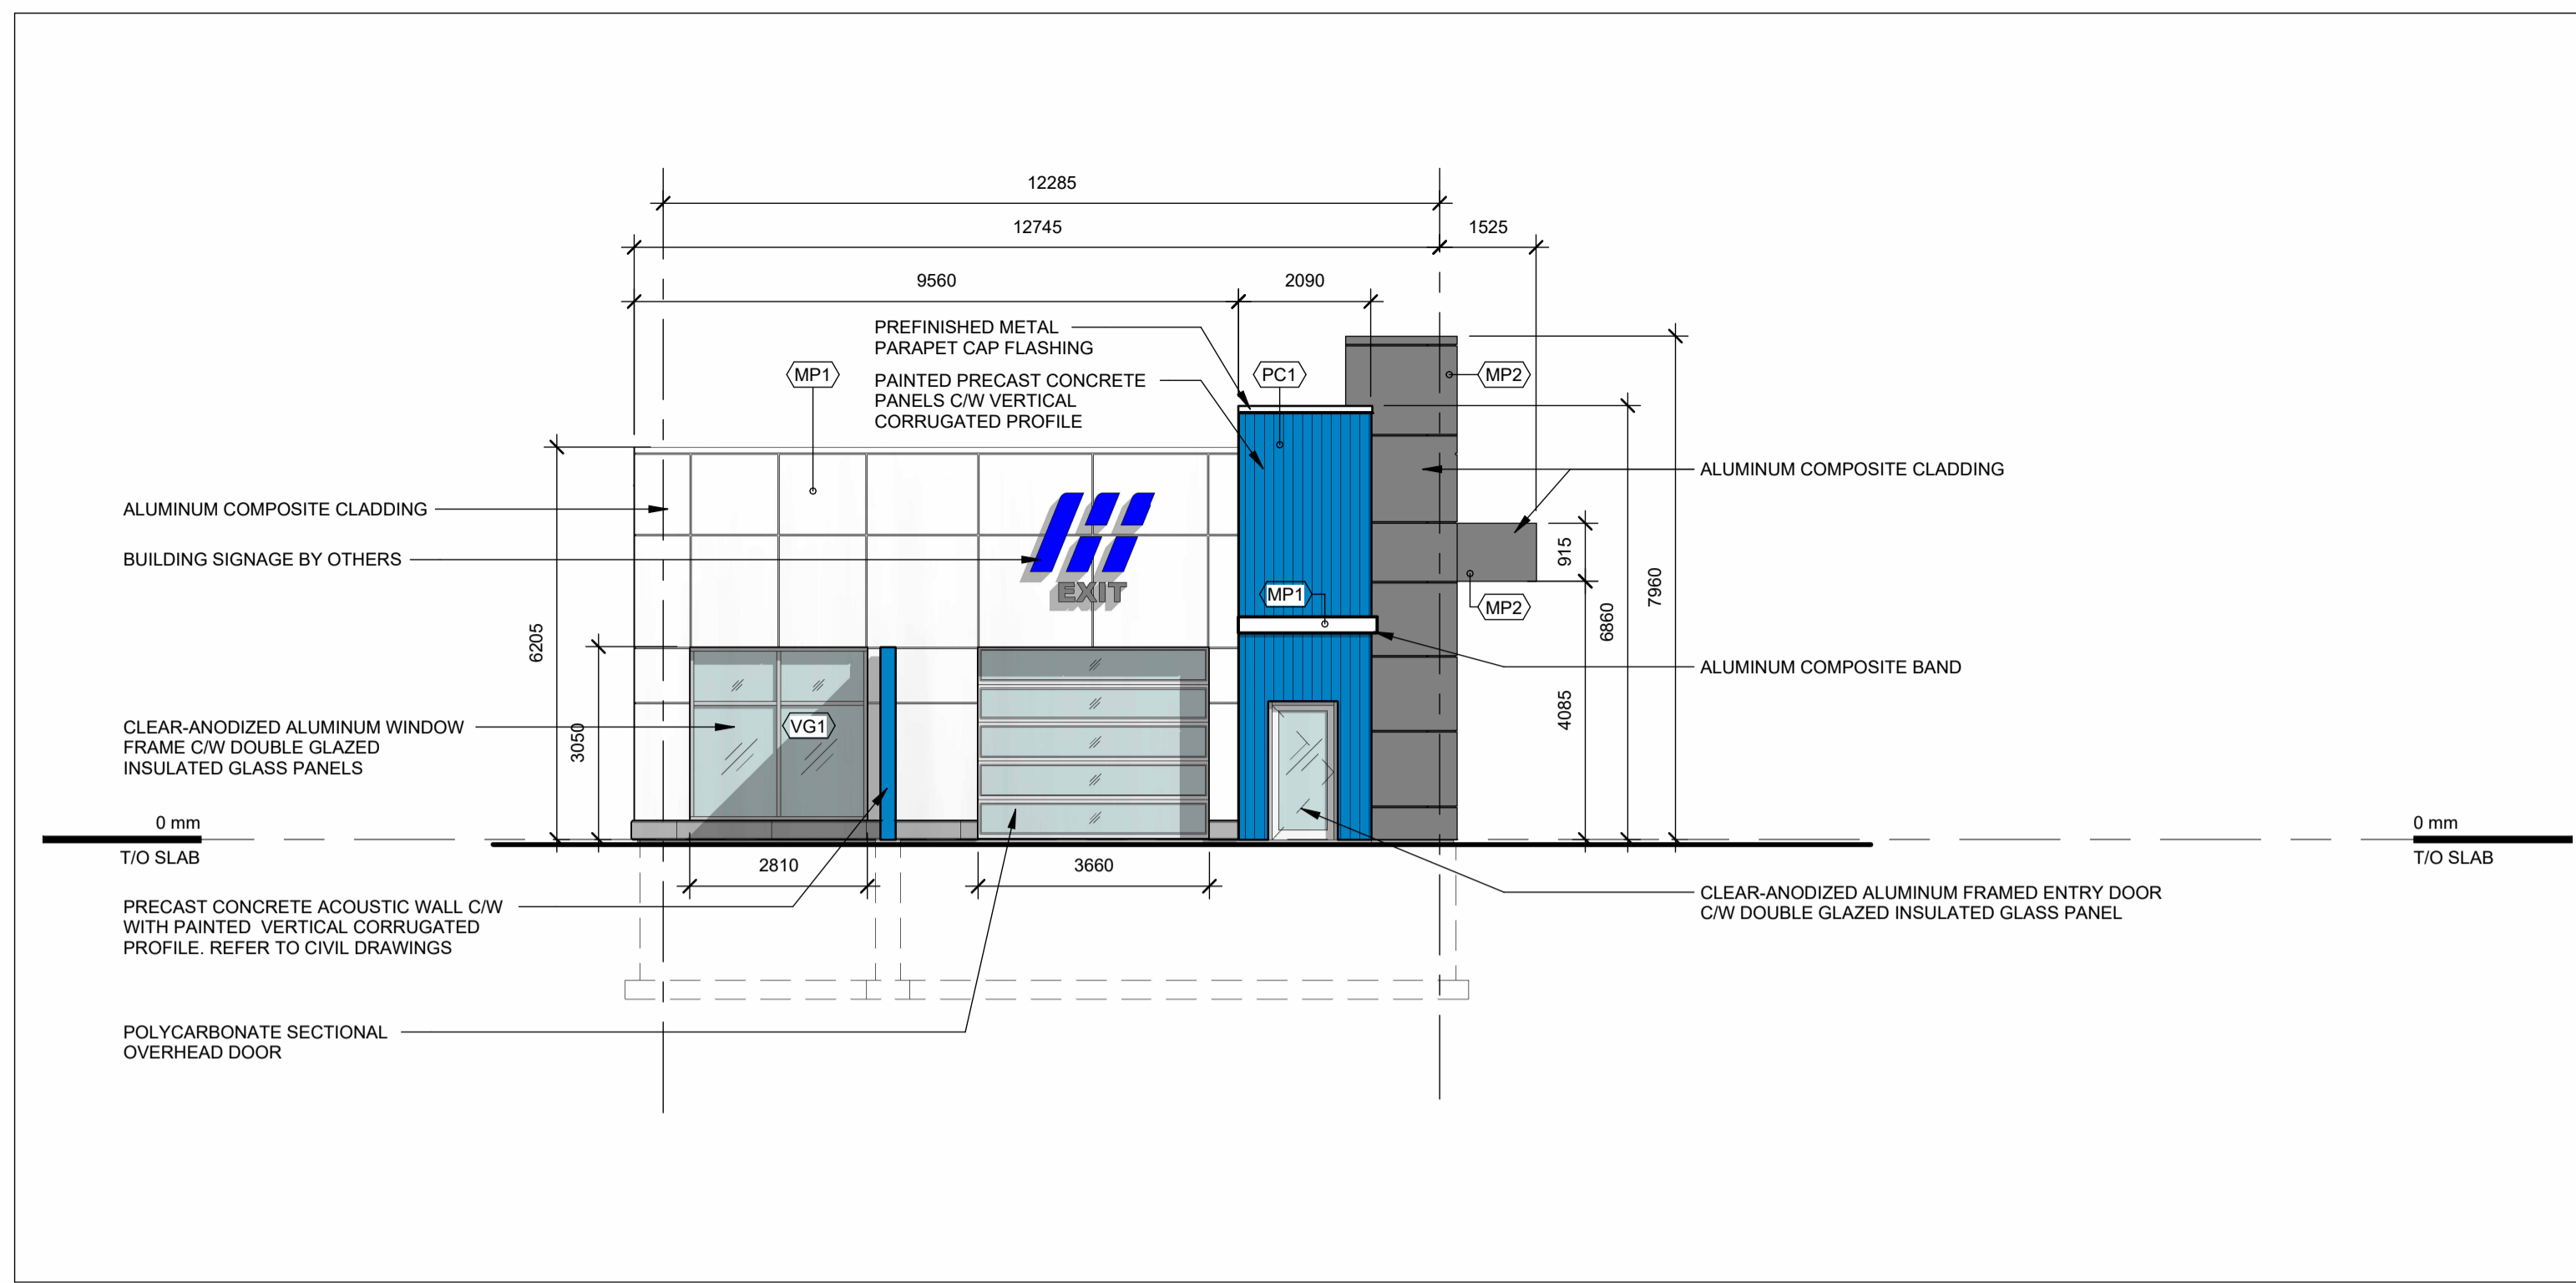 12285
12745
1525
9560
2090
PREFINISHED METAL
PARAPET CAP FLASHING
MP1
PAINTED PRECAST CONCRETE
PANELS C/W VERTICAL
CORRUGATED PROFILE
PC1
MP2
ALUMINUM COMPOSITE CLADDING
ALUMINUM COMPOSITE CLADDING
BUILDING SIGNAGE BY OTHERS
EXIT
915
7960
MP1
MP2
6860
6205
ALUMINUM COMPOSITE BAND
4085
3050
CLEAR-ANODIZED ALUMINUM WINDOW
FRAME C/W DOUBLE GLAZED
INSULATED GLASS PANELS
VG1
0 mm
T/O SLAB
0 mm
T/O SLAB
2810
3660
PRECAST CONCRETE ACOUSTIC WALL C/W
WITH PAINTED VERTICAL CORRUGATED
PROFILE. REFER TO CIVIL DRAWINGS
CLEAR-ANODIZED ALUMINUM FRAMED ENTRY DOOR
C/W DOUBLE GLAZED INSULATED GLASS PANEL
POLYCARBONATE SECTIONAL
OVERHEAD DOOR